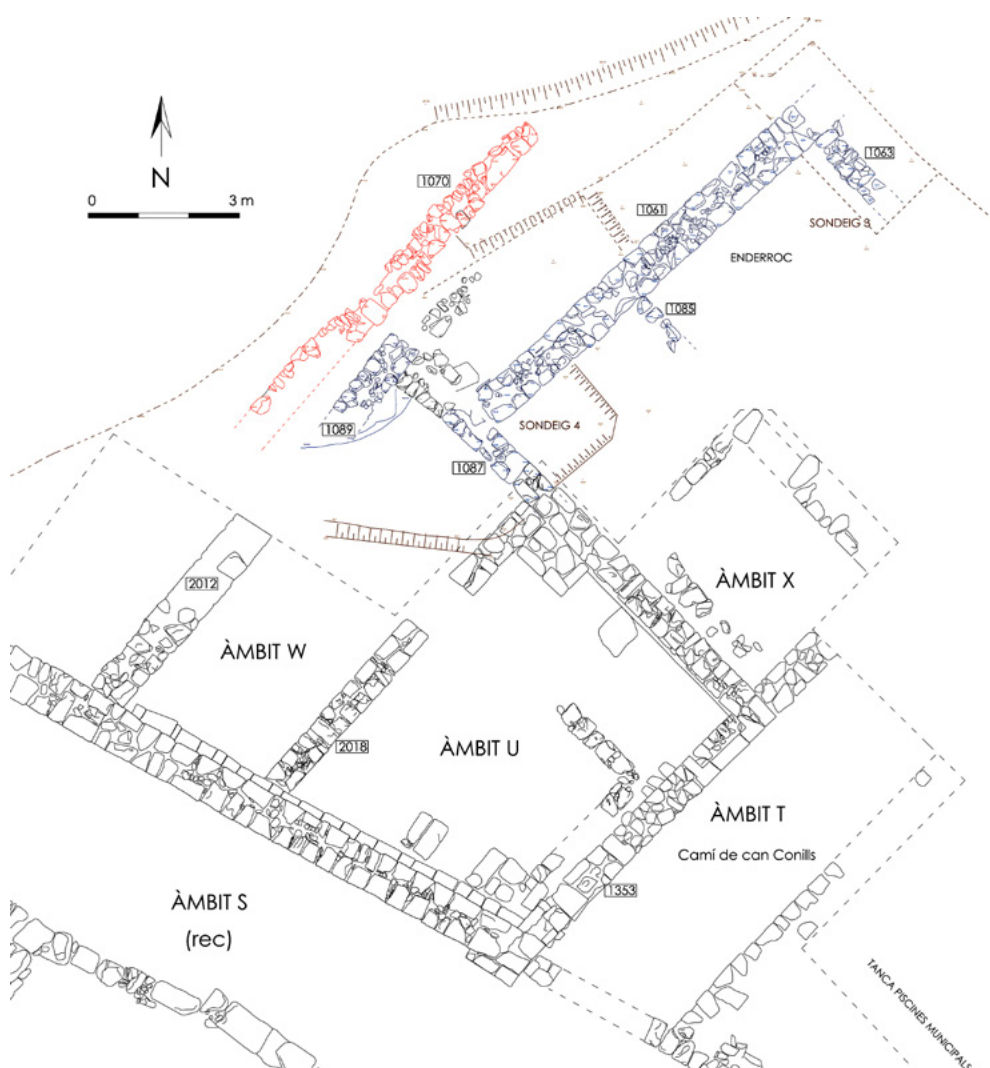 1070
1063
N
0 3 m
1061
SONDEIG 3
ENDERROC
1085
1089
SONDEIG 4
1087
2012
ÀMBIT X
ÀMBIT W
2018
ÀMBIT U
ÀMBIT T
Camí de can Conills
1353
ÀMBIT S
(rec)
TANCA PISCINES MUNICIPALS